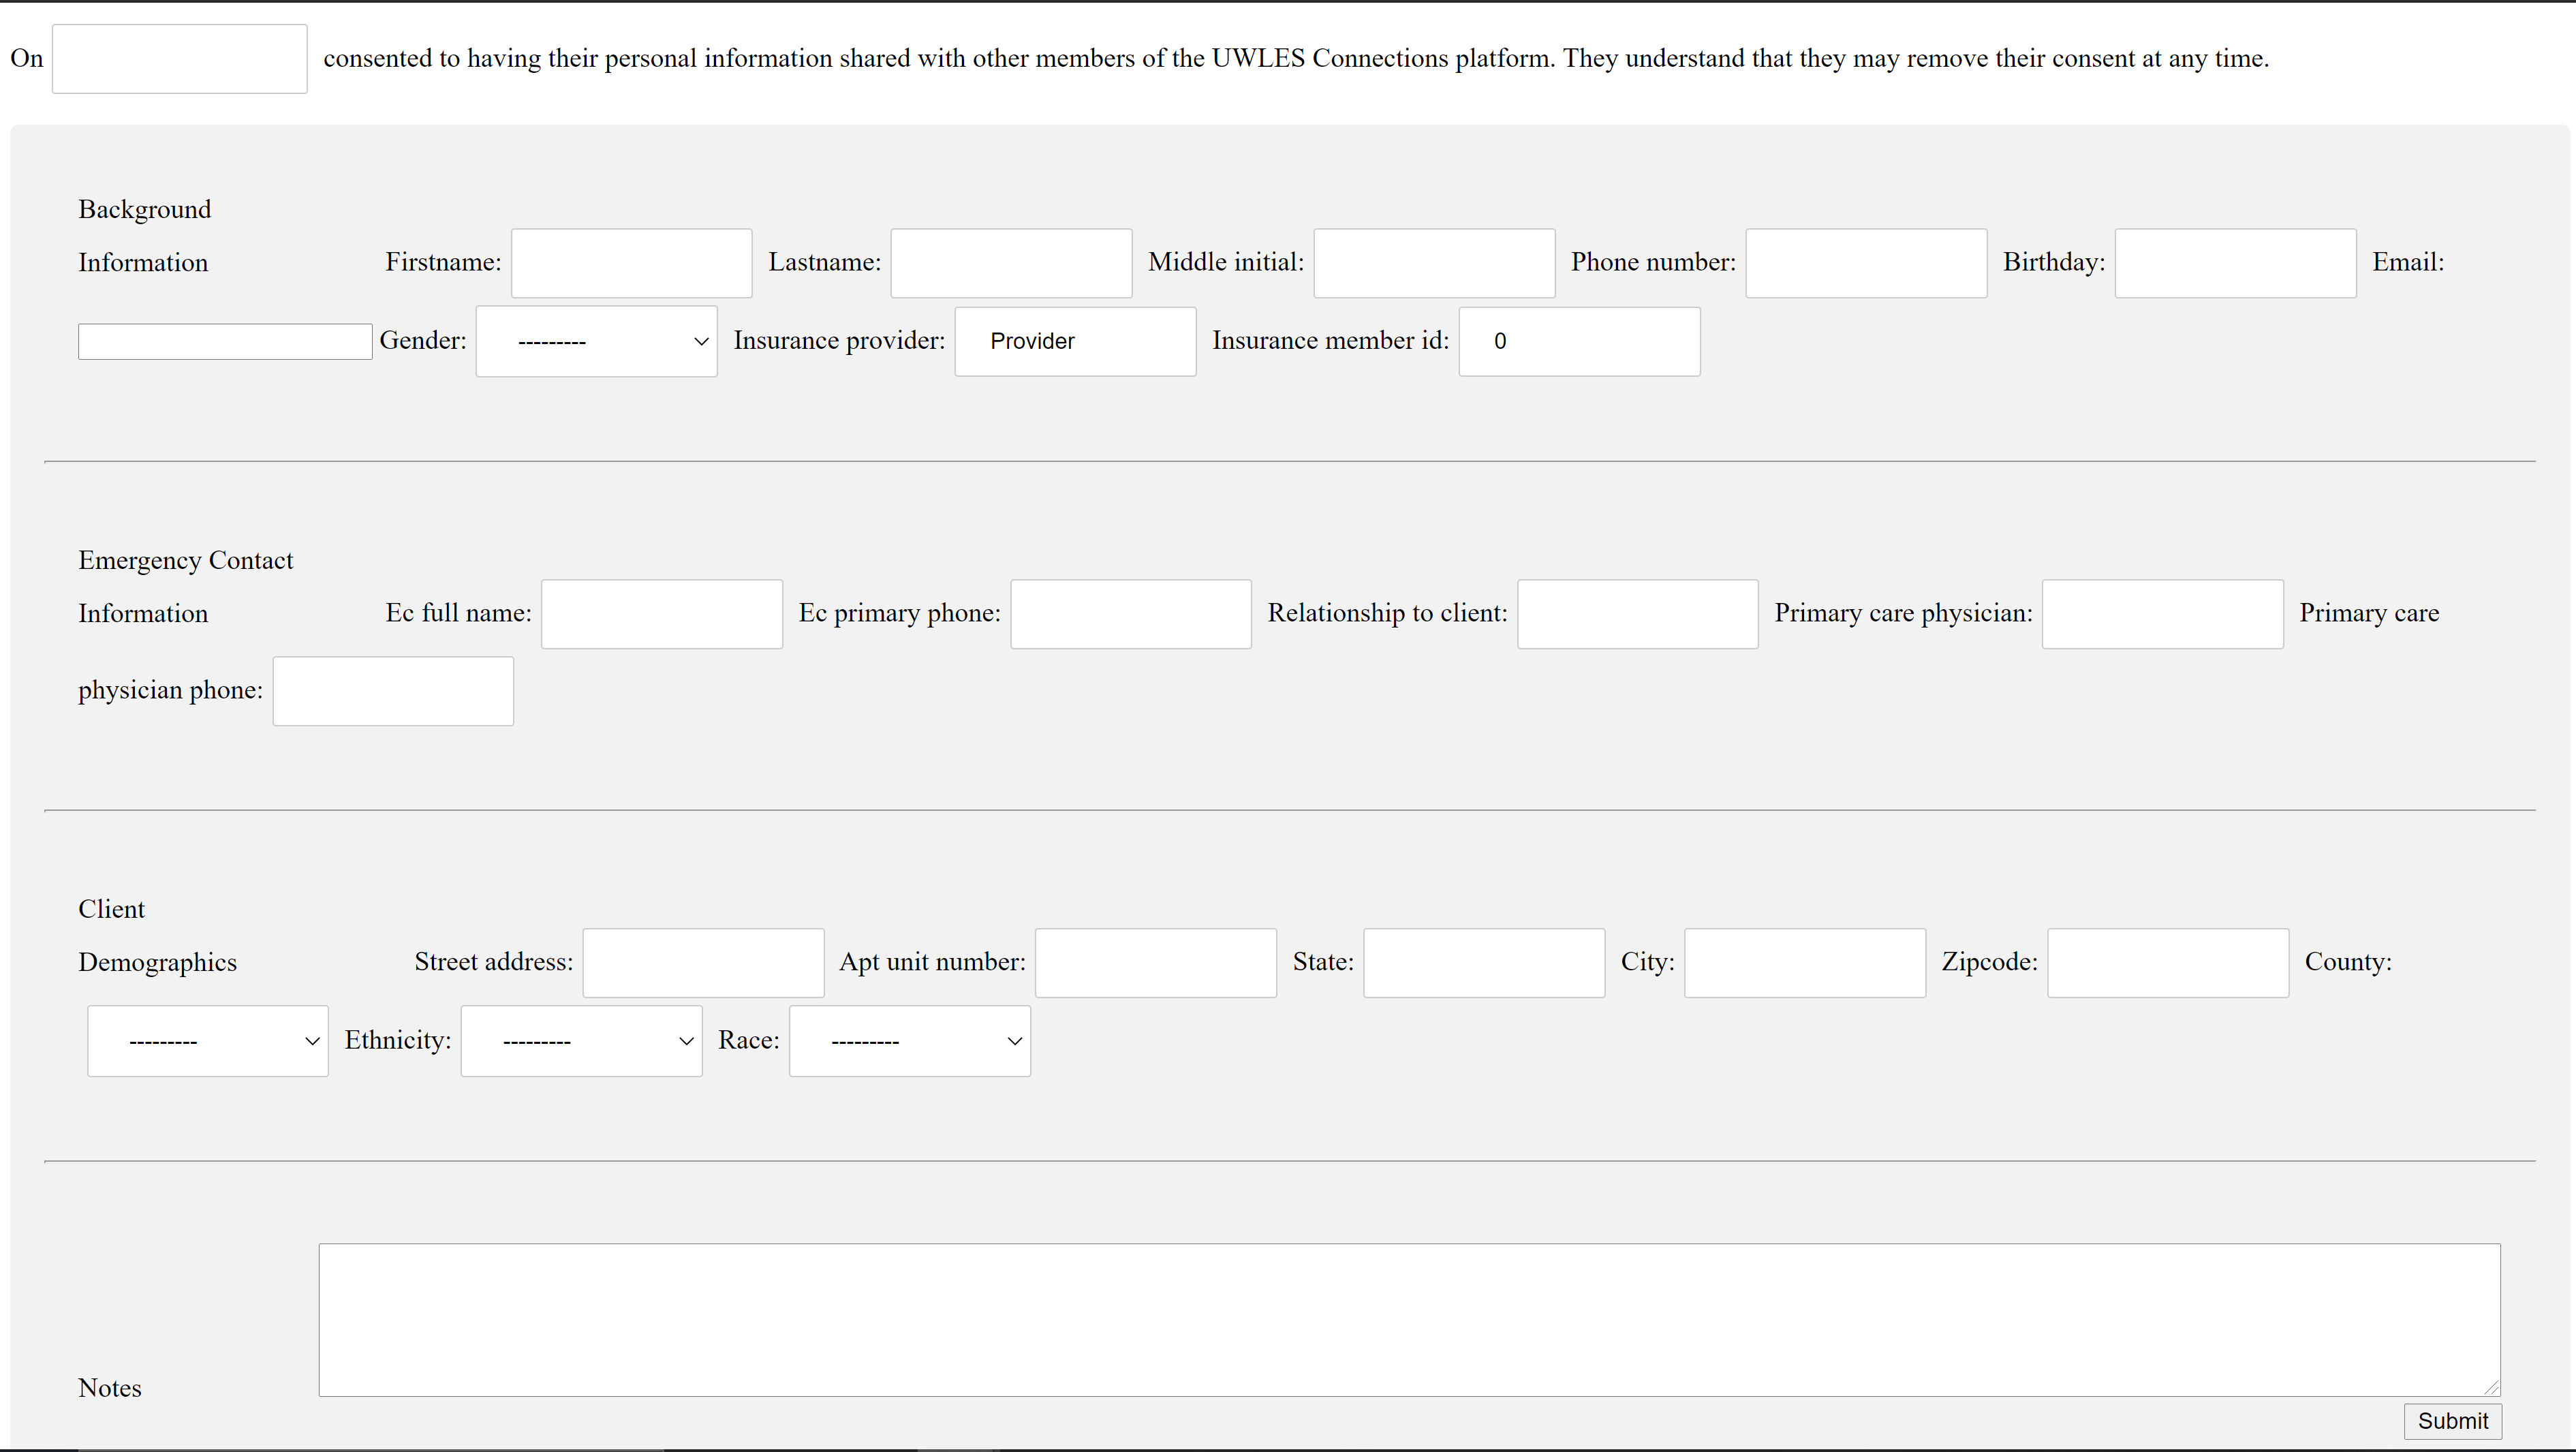 On consented to having their personal information shared with other members of the UWLES Connections platform. They understand that they may remove their consent at any time.
Background
Information Firstname: Lastname: Middle initial: Phone number: Birthday: Email:
Gender: --------- Insurance provider: Provider Insurance member id: 0
Emergency Contact
Information Ec full name: Ec primary phone: Relationship to client: Primary care physician: Primary care
physician phone:
Client
Demographics Street address: Apt unit number: State: City: Zipcode: County:
--------- Ethnicity: --------- Race: ---------
Notes
Submit